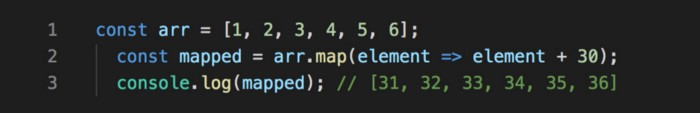 1 const arr = [1, 2, 3, 4, 5, 6];
2 const mapped = arr.map(element => element + 30);
3 console.log(mapped); // [31, 32, 33, 34, 35, 36]